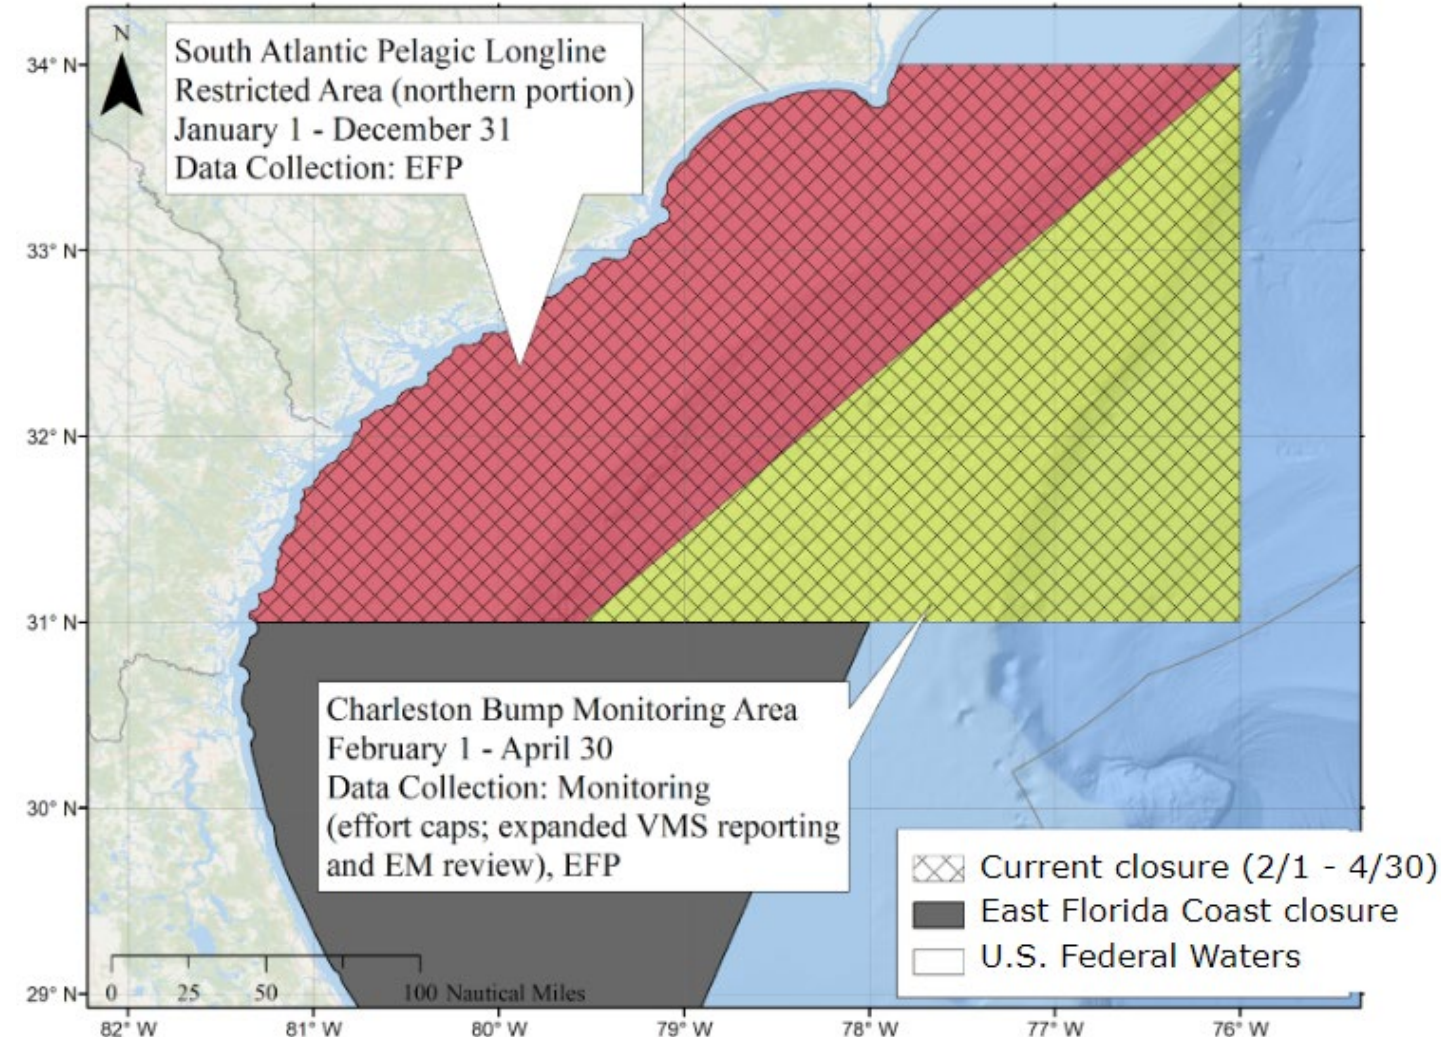 N
South Atlantic Pelagic Longline
Restricted Area (northern portion)
January 1 - December 31
Data Collection: EFP
34° N
33° N
32° N
31° N
30° N
29° N
Charleston Bump Monitoring Area
February 1 - April 30
Data Collection: Monitoring
(effort caps; expanded VMS reporting
and EM review), EFP
Current closure (2/1 - 4/30)
East Florida Coast closure
U.S. Federal Waters
0 25 50 100 Nautical Miles
82° W 81° W 80° W 79° W 78° W 77° W 76° W